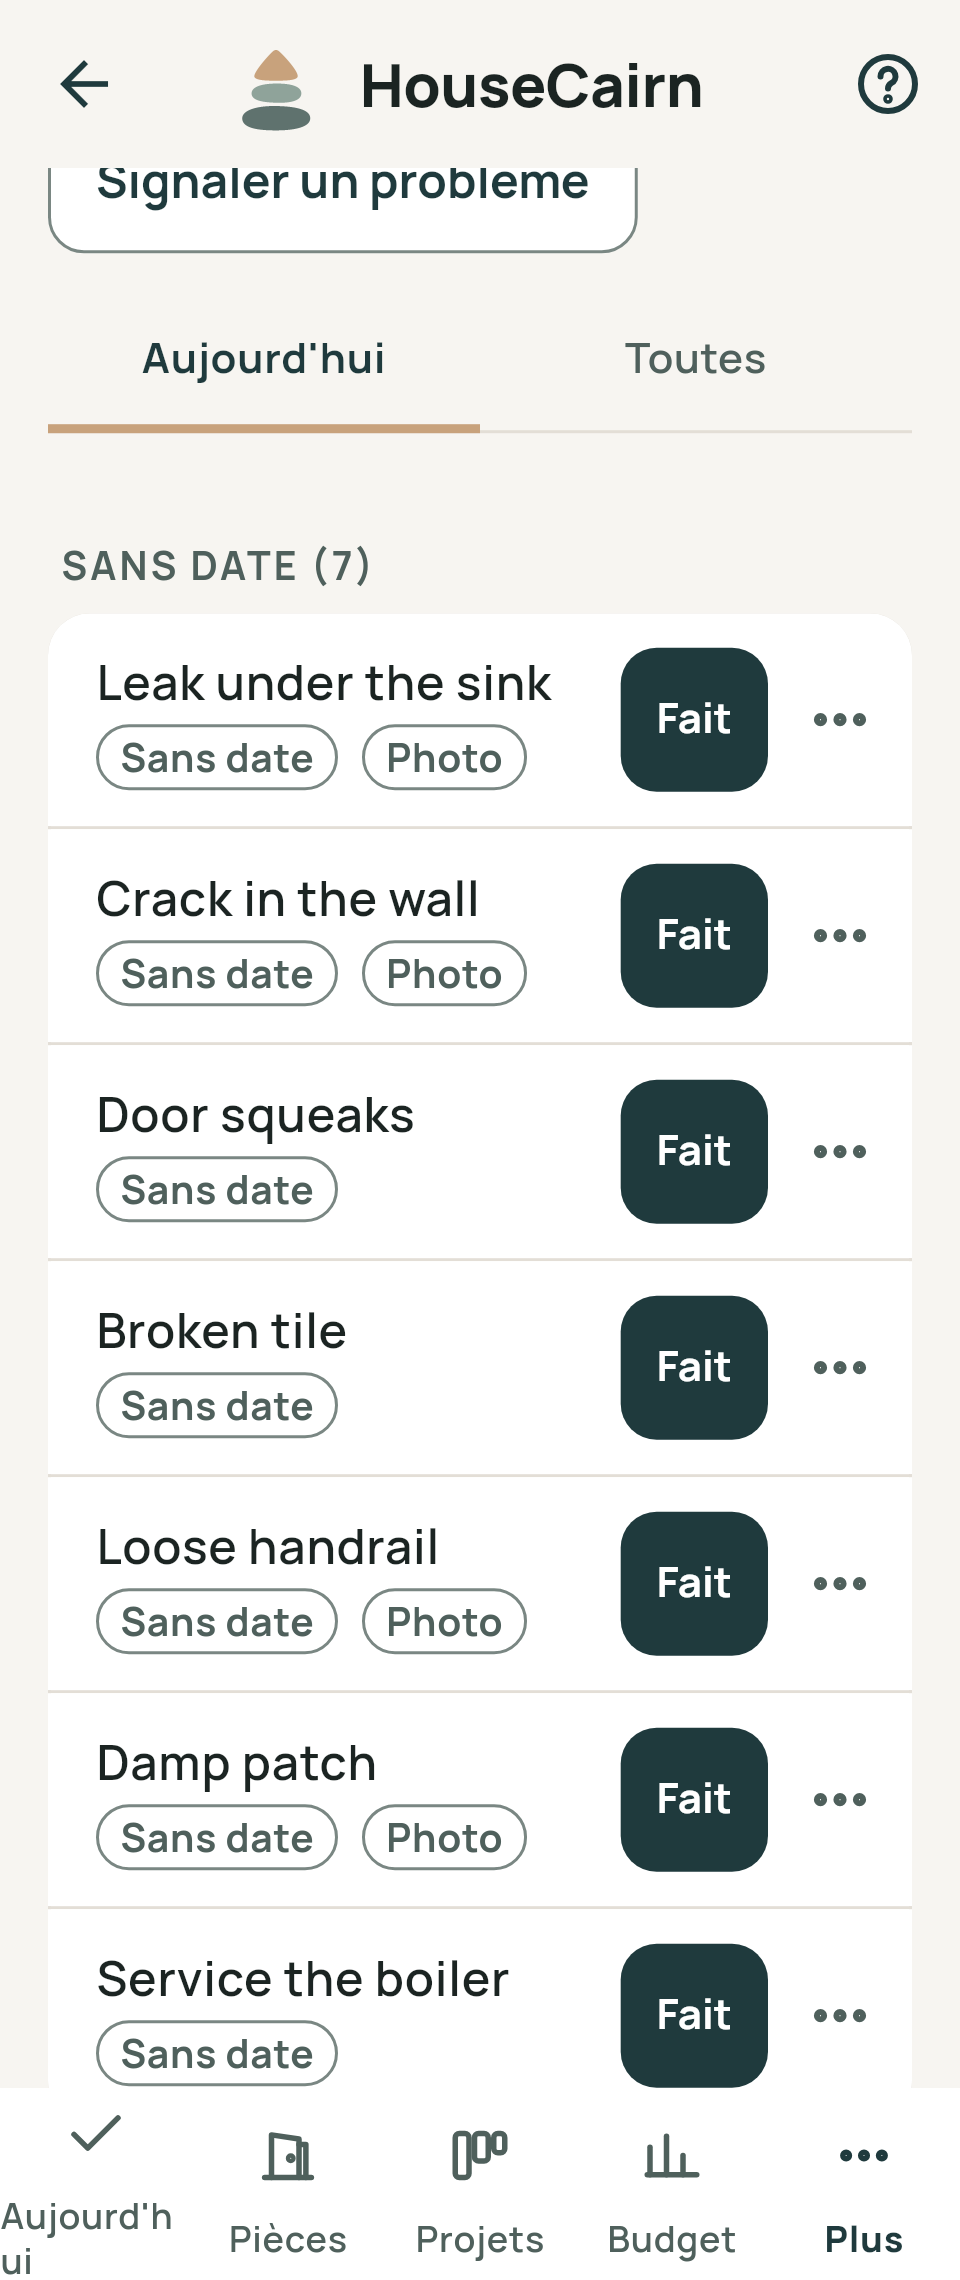 HouseCairn
Signaler un problème
Aujourd'hui
Toutes
SANS DATE (7)
Leak under the sink
Sans date
Photo
Fait
Crack in the wall
Sans date
Photo
Fait
Door squeaks
Sans date
Fait
Broken tile
Sans date
Fait
Loose handrail
Sans date
Photo
Fait
Damp patch
Sans date
Photo
Fait
Service the boiler
Sans date
Fait
Aujourd'h
ui
Pièces
Projets
Budget
Plus